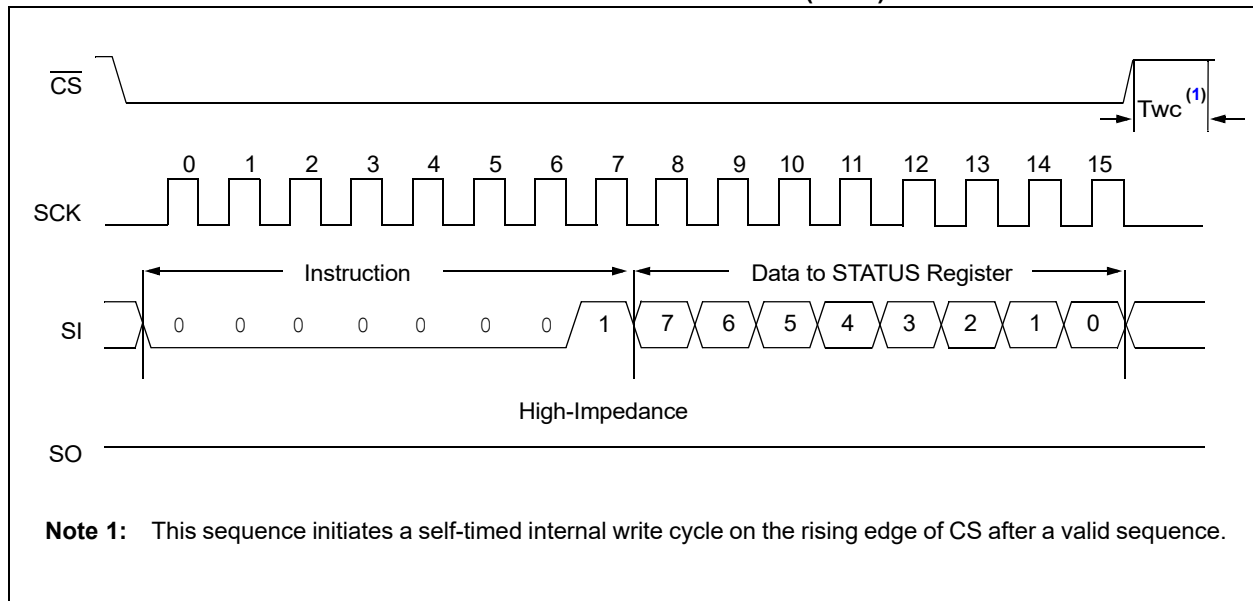 CS
Twc (1)
0 1 2 3 4 5 6 7 8 9 10 11 12 13 14 15
SCK
Instruction Data to STATUS Register
SI 0 0 0 0 0 0 0 1 7 6 5 4 3 2 1 0
High-Impedance
SO
Note 1: This sequence initiates a self-timed internal write cycle on the rising edge of CS after a valid sequence.